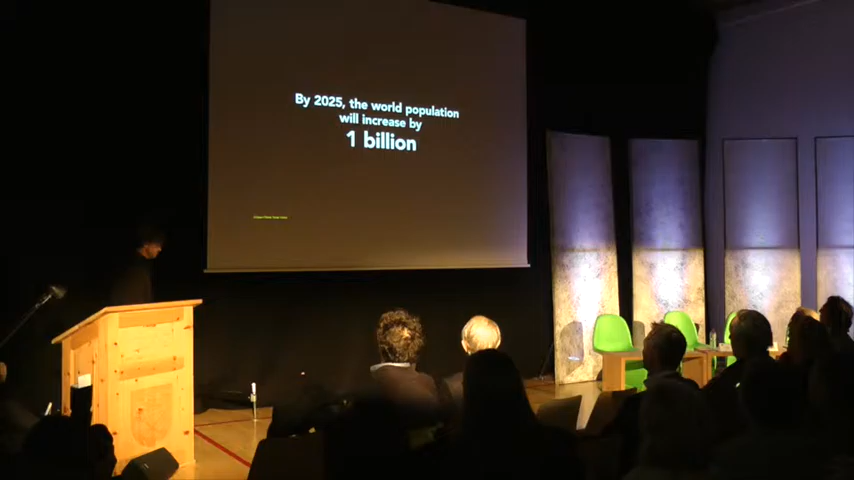 By 2025, the world population
will increase by
1 billion